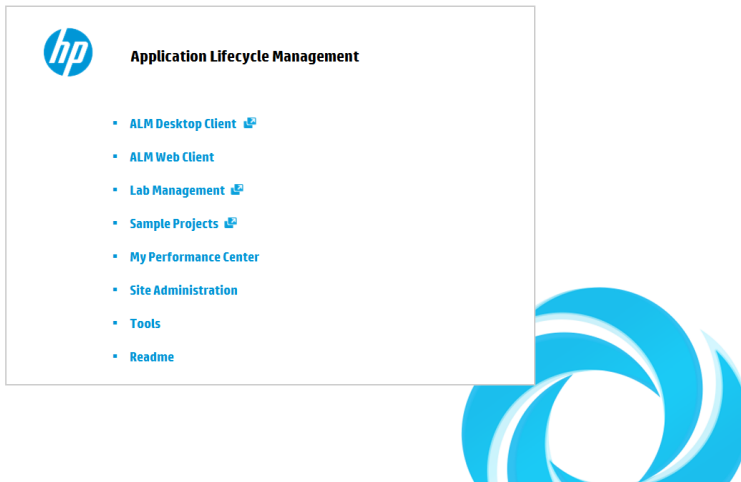 hp
Application Lifecycle Management
ALM Desktop Client
ALM Web Client
Lab Management
Sample Projects
My Performance Center
Site Administration
Tools
Readme